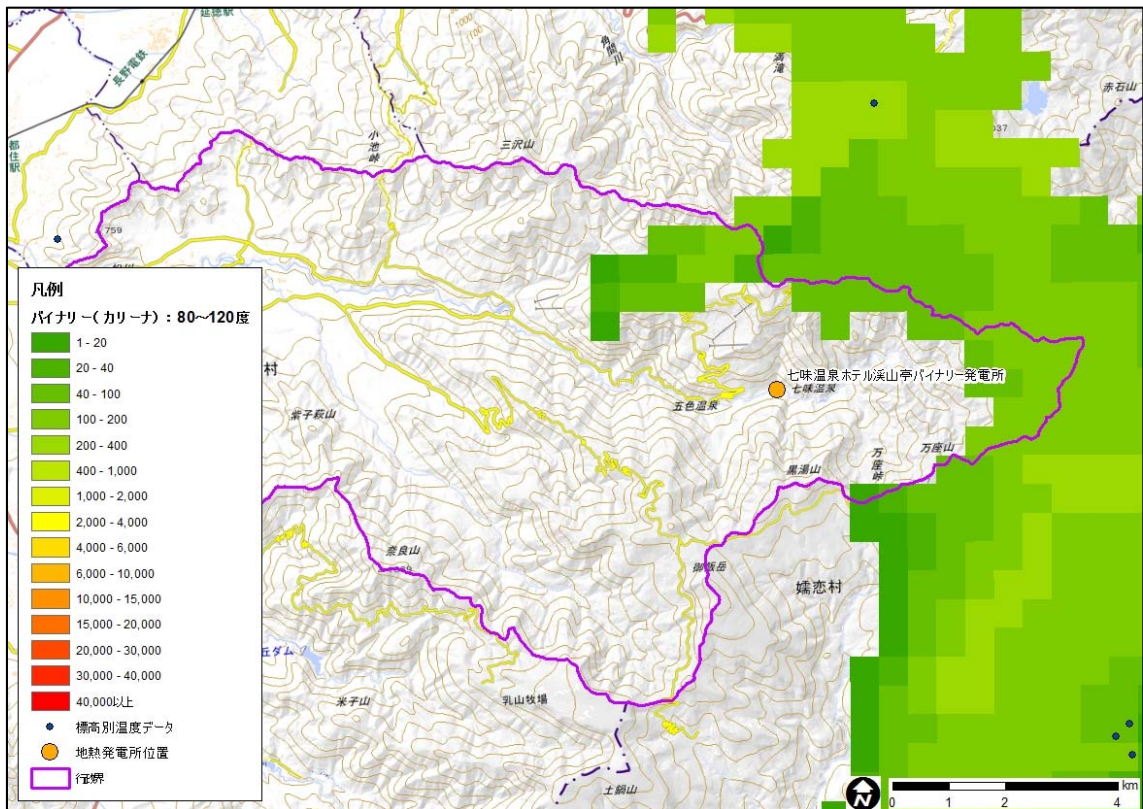 延徳駅
長野電鉄
都住駅
小池峠
三沢山
角間川
満滝
赤石山
759
村
紫子萩山
五色温泉
七味温泉ホテル渓山亭バイナリー発電所
七味温泉
黒湯山
万座峠
万座山
奈良山
御飯岳
嬬恋村
丘ダム
米子山
乳山牧場
土鍋山
凡例
バイナリー(カリーナ):80～120度
1 - 20
20 - 40
40 - 100
100 - 200
200 - 400
400 - 1,000
1,000 - 2,000
2,000 - 4,000
4,000 - 6,000
6,000 - 10,000
10,000 - 15,000
15,000 - 20,000
20,000 - 30,000
30,000 - 40,000
40,000以上
標高別温度データ
地熱発電所位置
行政界
N
km
0 1 2 4